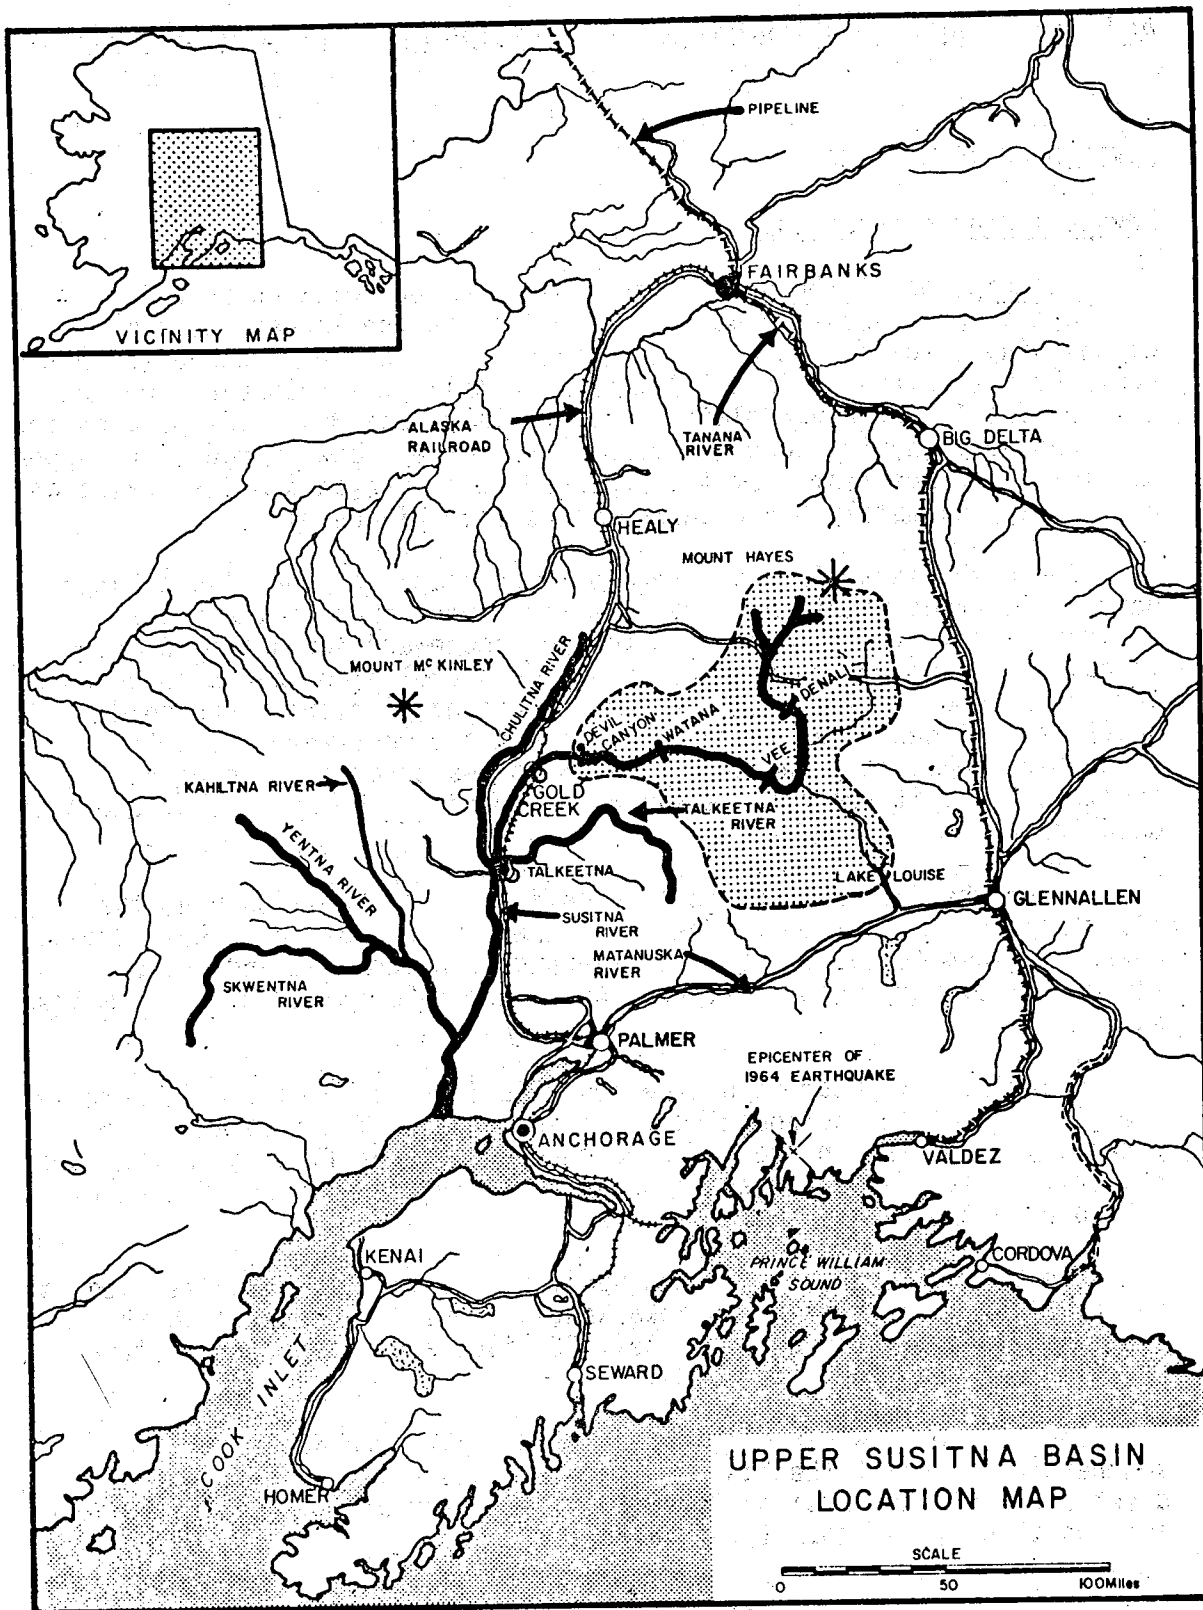 VICINITY MAP
PIPELINE
FAIRBANKS
ALASKA
RAILROAD
TANANA
RIVER
BIG DELTA
HEALY
MOUNT HAYES
MOUNT McKINLEY
CHULITNA RIVER
DENALI
DEVIL
CANYON
WATANA
VEE
KAHILTNA RIVER
GOLD
CREEK
TALKEETNA
RIVER
YENTNA RIVER
TALKEETNA
LAKE LOUISE
GLENNALLEN
SUSITNA
RIVER
MATANUSKA
RIVER
SKWENTNA
RIVER
PALMER
EPICENTER OF
1964 EARTHQUAKE
ANCHORAGE
VALDEZ
KENAI
PRINCE WILLIAM
SOUND
CORDOVA
SEWARD
COOK INLET
HOMER
UPPER SUSITNA BASIN
LOCATION MAP
SCALE
0 50 100 Miles